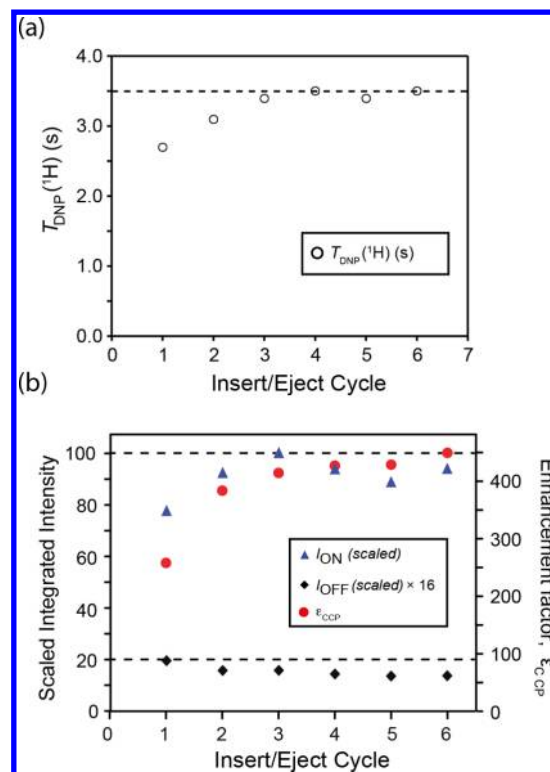 (a)
4.0
3.0
2.0
1.0
0.0
T_DNP (¹H) (s)
T_DNP (¹H) (s)
0 1 2 3 4 5 6 7
Insert/Eject Cycle
(b)
100
80
60
40
20
0
Scaled Integrated Intensity
I_ON (scaled)
I_OFF (scaled) × 16
ε_CCP
400
300
200
100
0
Enhancement factor, ε_C,CP
0 1 2 3 4 5 6
Insert/Eject Cycle